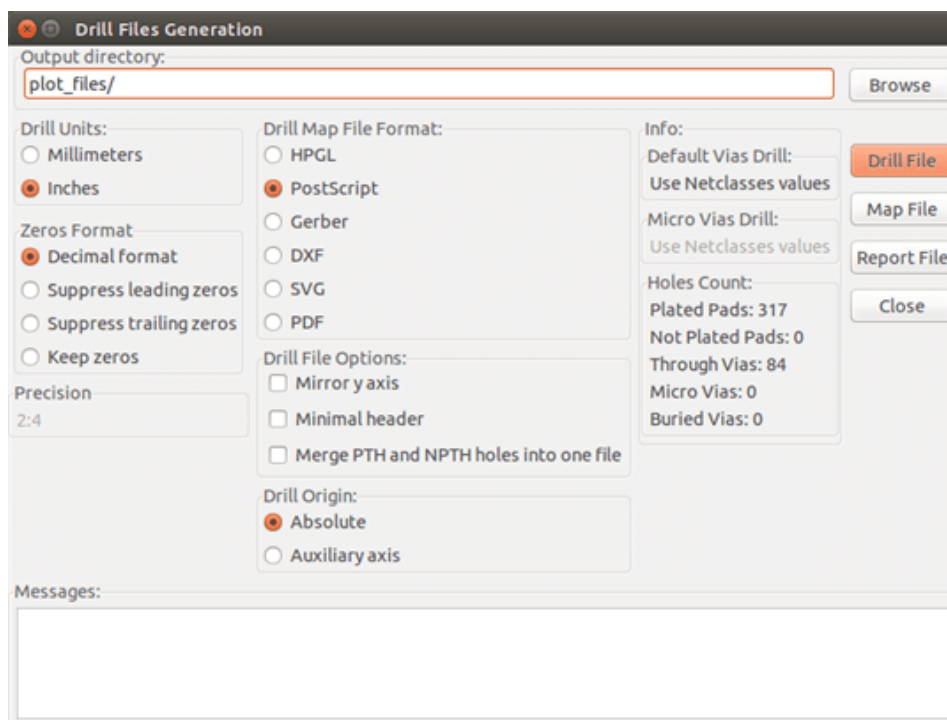 Drill Files Generation
Output directory:
plot_files/
Browse
Drill Units:
Millimeters
Inches
Zeros Format
Decimal format
Suppress leading zeros
Suppress trailing zeros
Keep zeros
Precision
2:4
Drill Map File Format:
HPGL
PostScript
Gerber
DXF
SVG
PDF
Drill File Options:
Mirror y axis
Minimal header
Merge PTH and NPTH holes into one file
Drill Origin:
Absolute
Auxiliary axis
Info:
Default Vias Drill:
Use Netclasses values
Micro Vias Drill:
Use Netclasses values
Holes Count:
Plated Pads: 317
Not Plated Pads: 0
Through Vias: 84
Micro Vias: 0
Buried Vias: 0
Drill File
Map File
Report File
Close
Messages: